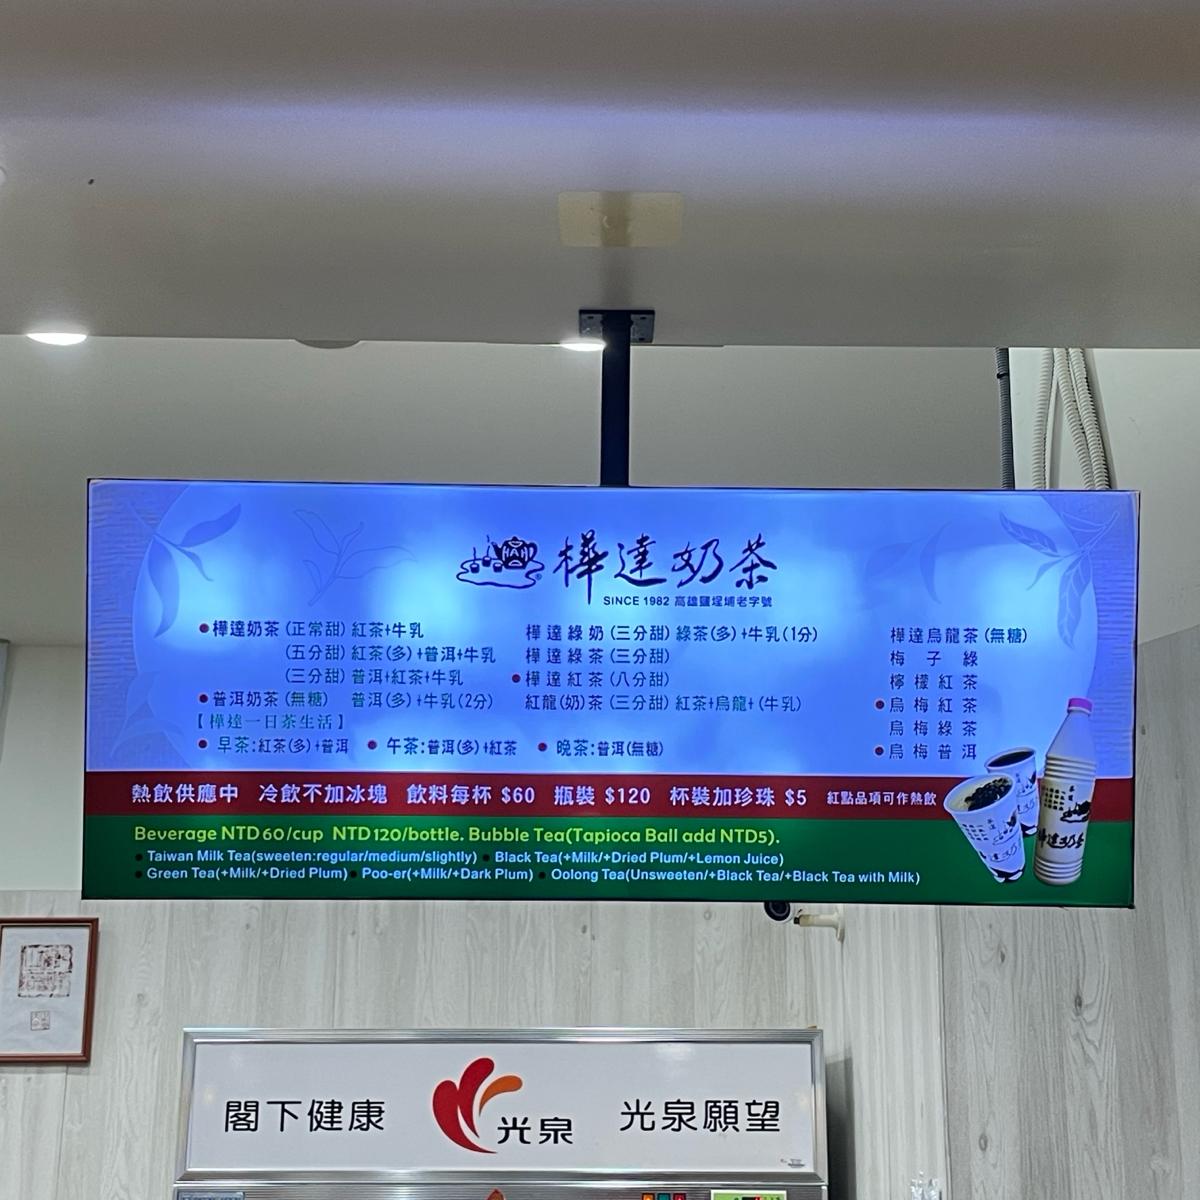 樺達奶茶
SINCE 1982 高雄鹽埕埔老字號
●樺達奶茶 (正常甜) 紅茶+牛乳
(五分甜) 紅茶(多)+普洱+牛乳
(三分甜) 普洱+紅茶+牛乳
●普洱奶茶 (無糖) 普洱(多)+牛乳(2分)
【樺達一日茶生活】
● 早茶:紅茶(多)+普洱 ● 午茶:普洱(多)+紅茶 ● 晚茶:普洱(無糖)
樺達綠奶 (三分甜) 綠茶(多)+牛乳(1分)
樺達綠茶 (三分甜)
●樺達紅茶 (八分甜)
紅龍(奶)茶 (三分甜) 紅茶+烏龍+(牛乳)
樺達烏龍茶 (無糖)
梅子綠
檸檬紅茶
●烏梅紅茶
烏梅綠茶
●烏梅普洱
熱飲供應中 冷飲不加冰塊 飲料每杯 $60 瓶裝 $120 杯裝加珍珠 $5 紅點品項可作熱飲
Beverage NTD60/cup NTD120/bottle. Bubble Tea(Tapioca Ball add NTD5).
● Taiwan Milk Tea(sweeten:regular/medium/slightly) ● Black Tea(+Milk/+Dried Plum/+Lemon Juice)
● Green Tea(+Milk/+Dried Plum) ● Poo-er(+Milk/+Dark Plum) ● Oolong Tea(Unsweeten/+Black Tea/+Black Tea with Milk)
閣下健康 光泉 光泉願望